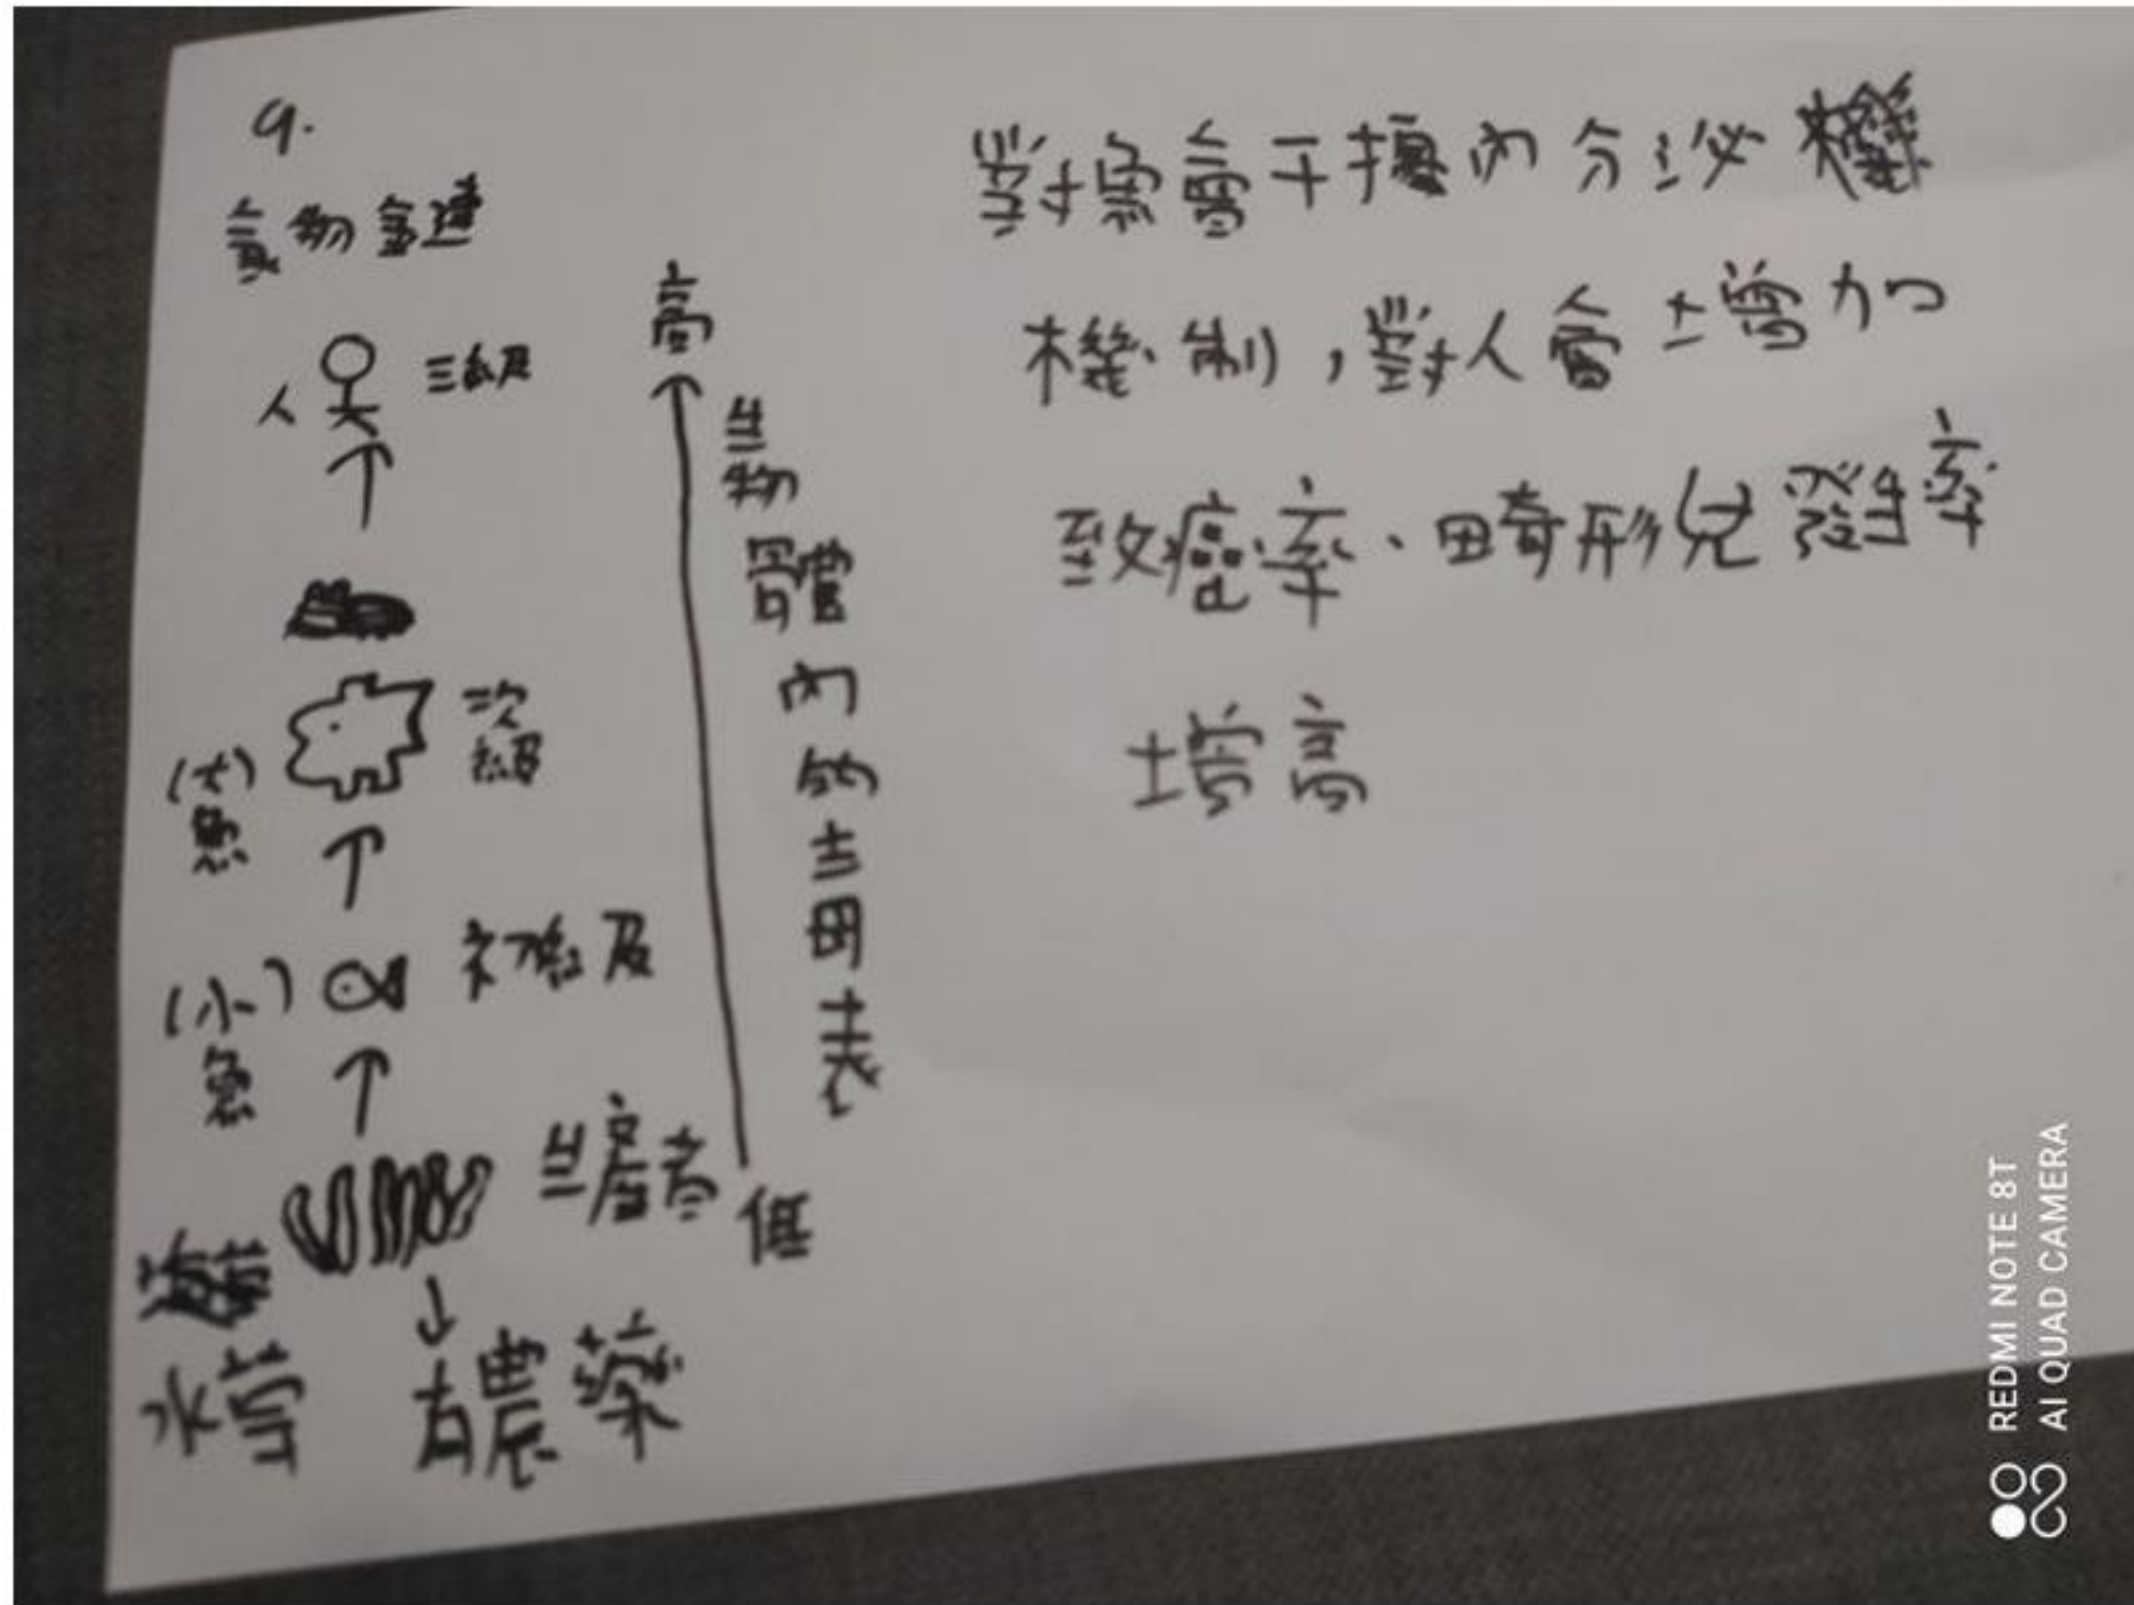 9.
食物鏈
人 三級
(大)魚 次級
(小)魚 初級
水草 生產者
↓
農藥
高
生物體內的毒素
低
對魚會干擾內分泌
機制，對人會增加
致癌率、畸形兒發生率
增高
REDMI NOTE 8T
AI QUAD CAMERA